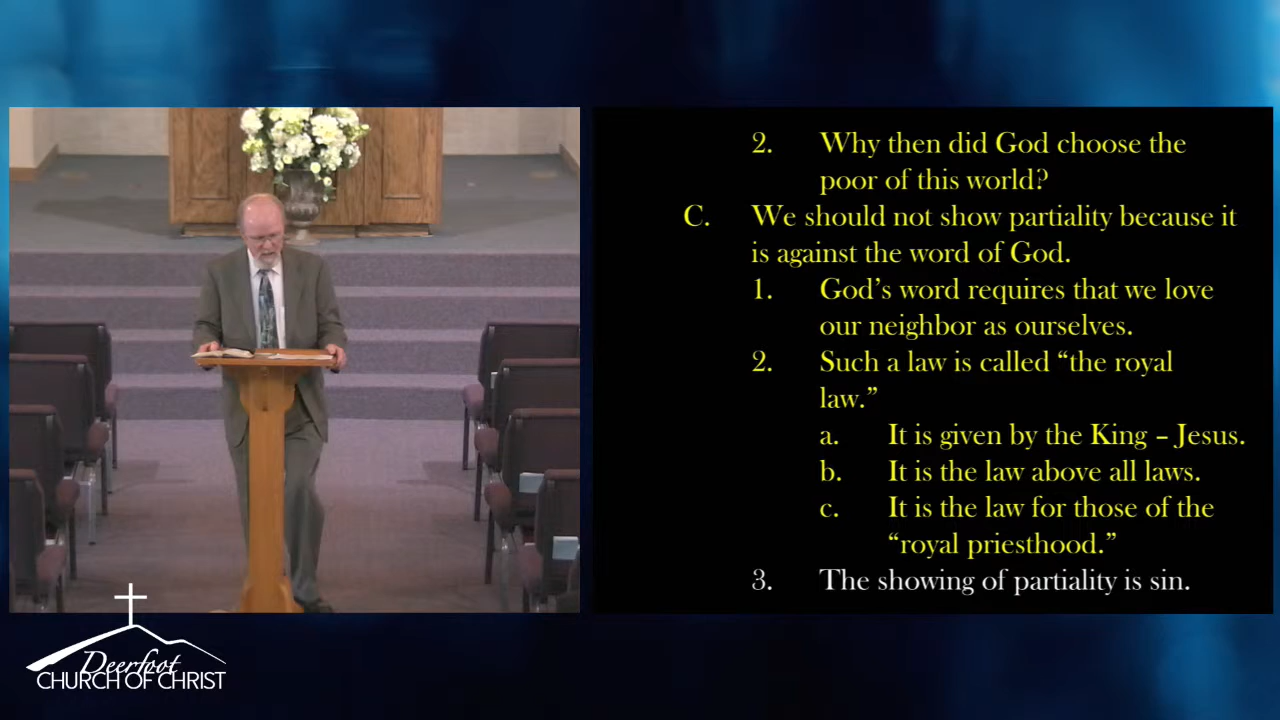 2. Why then did God choose the
poor of this world?
C. We should not show partiality because it
is against the word of God.
1. God’s word requires that we love
our neighbor as ourselves.
2. Such a law is called “the royal
law.”
a. It is given by the King – Jesus.
b. It is the law above all laws.
c. It is the law for those of the
“royal priesthood.”
3. The showing of partiality is sin.
Deerfoot
CHURCH OF CHRIST